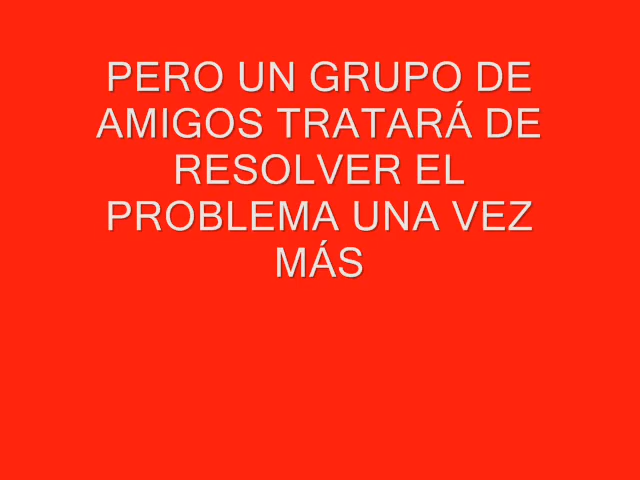 PERO UN GRUPO DE
AMIGOS TRATARÁ DE
RESOLVER EL
PROBLEMA UNA VEZ
MÁS